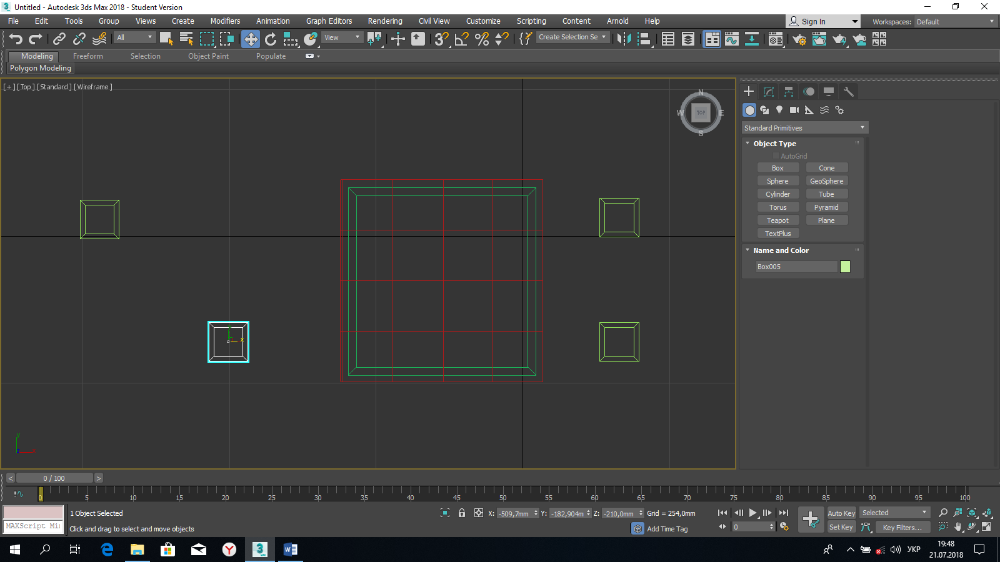 Untitled - Autodesk 3ds Max 2018 - Student Version
File Edit Tools Group Views Create Modifiers Animation Graph Editors Rendering Civil View Customize Scripting Content Arnold Help Sign In Workspaces: Default
All View Create Selection Se
Modeling Freeform Selection Object Paint Populate
Polygon Modeling
[+] [Top] [Standard] [Wireframe]
N
W TOP E
S
Standard Primitives
Object Type
AutoGrid
Box Cone
Sphere GeoSphere
Cylinder Tube
Torus Pyramid
Teapot Plane
TextPlus
Name and Color
Box005
y
x
y
z
< 0 / 100 >
0 5 10 15 20 25 30 35 40 45 50 55 60 65 70 75 80 85 90 95 100
1 Object Selected X: -509,7mm Y: -182,904m Z: -210,0mm Grid = 254,0mm Auto Key Selected
MAXScript Mi Click and drag to select and move objects Add Time Tag 0 Set Key Key Filters...
УКР 19:48
21.07.2018